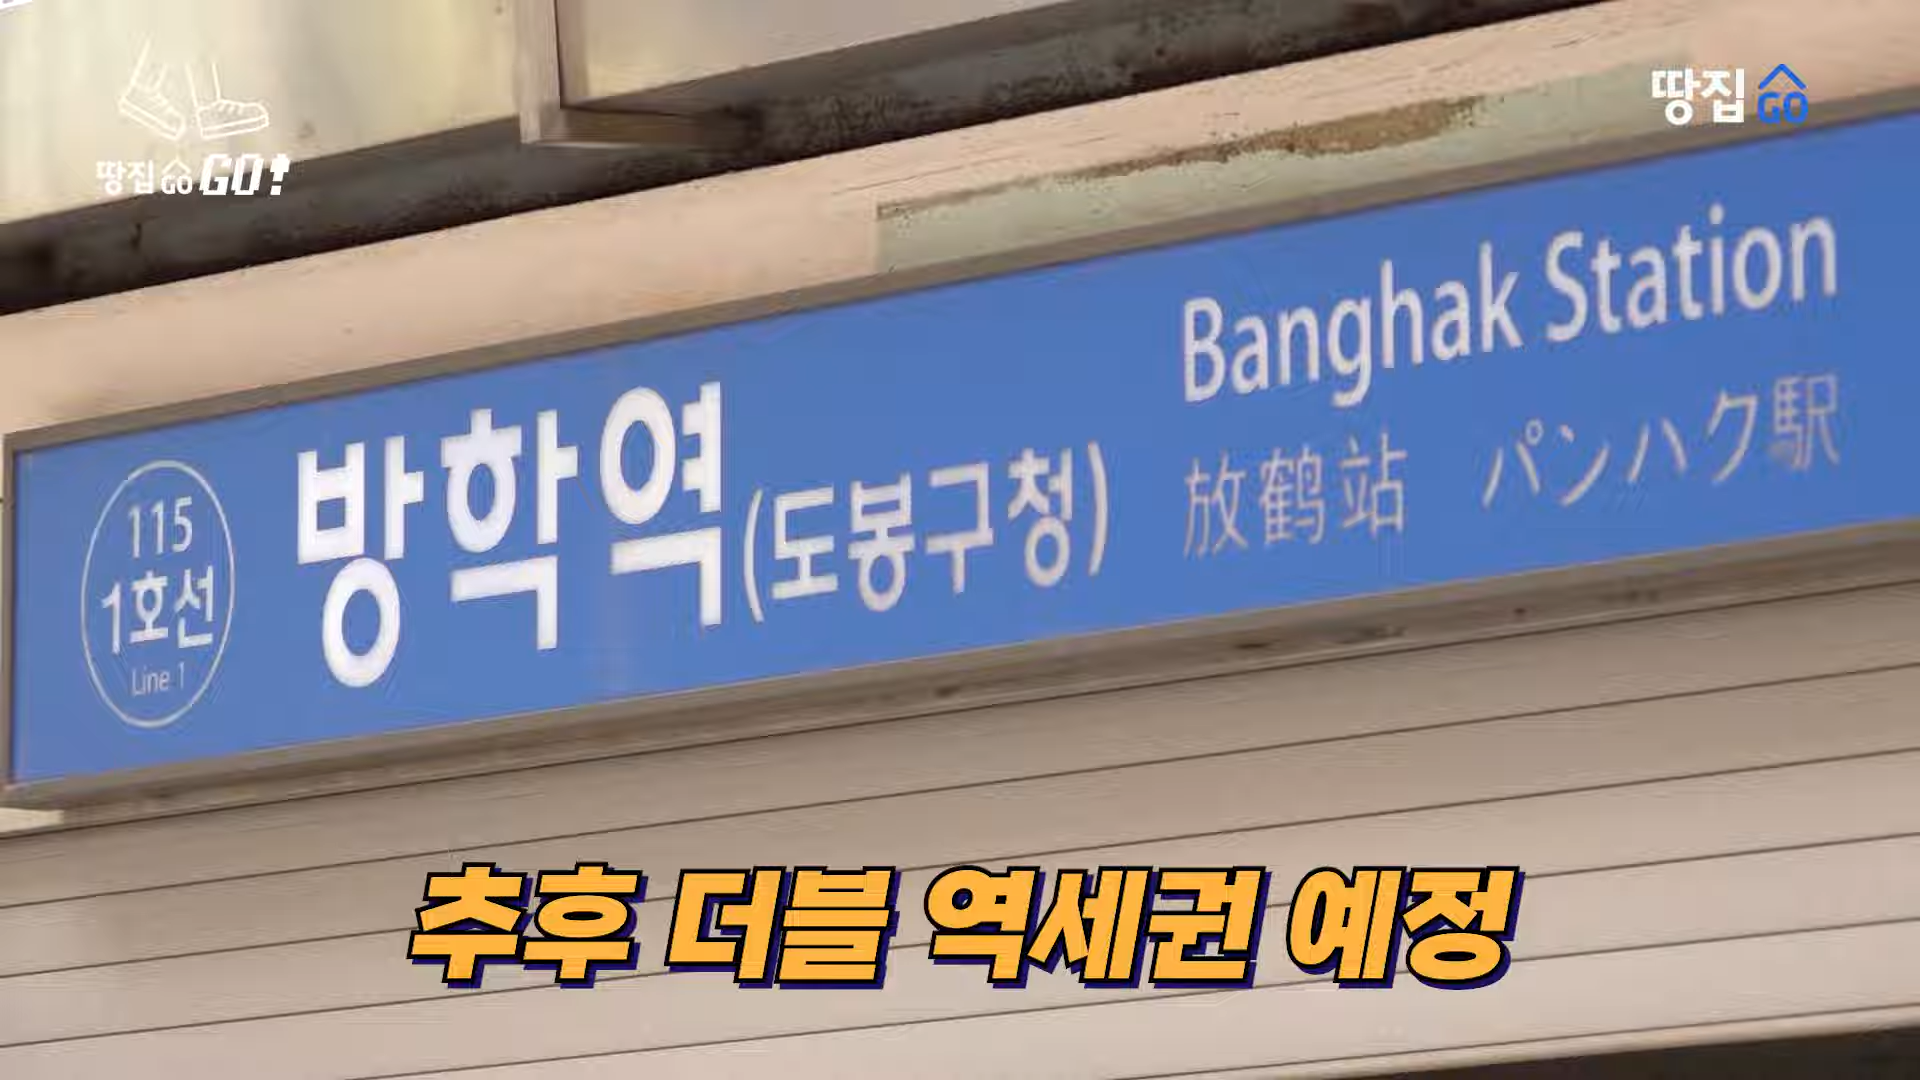 땅집GO GO!
땅집GO
115
1호선
Line 1
방학역(도봉구청)
Banghak Station
放鹤站 パンハク駅
추후 더블 역세권 예정